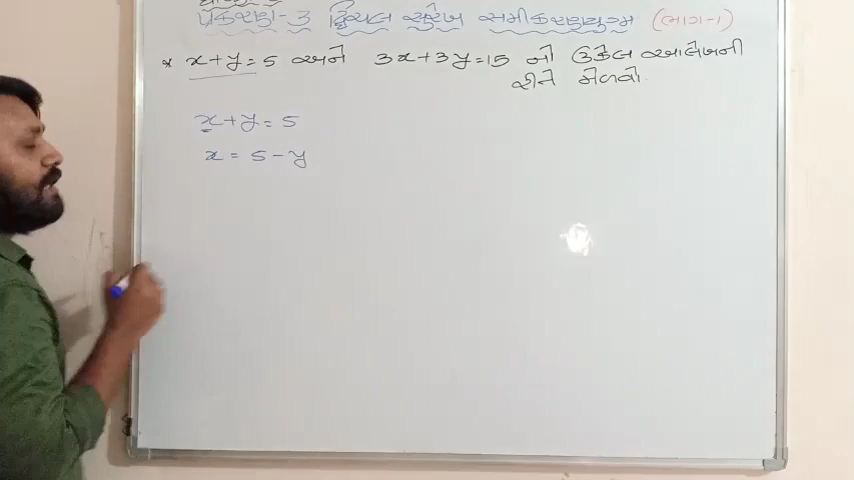 પ્રકરણ-3 દ્વિચલ સુરેખ સમીકરણયુગ્મ (ભાગ-1)
* x+y=5 અને 3x+3y=15 નો ઉકેલ આલેખની
રીતે મેળવો.
x+y=5
x=5-y